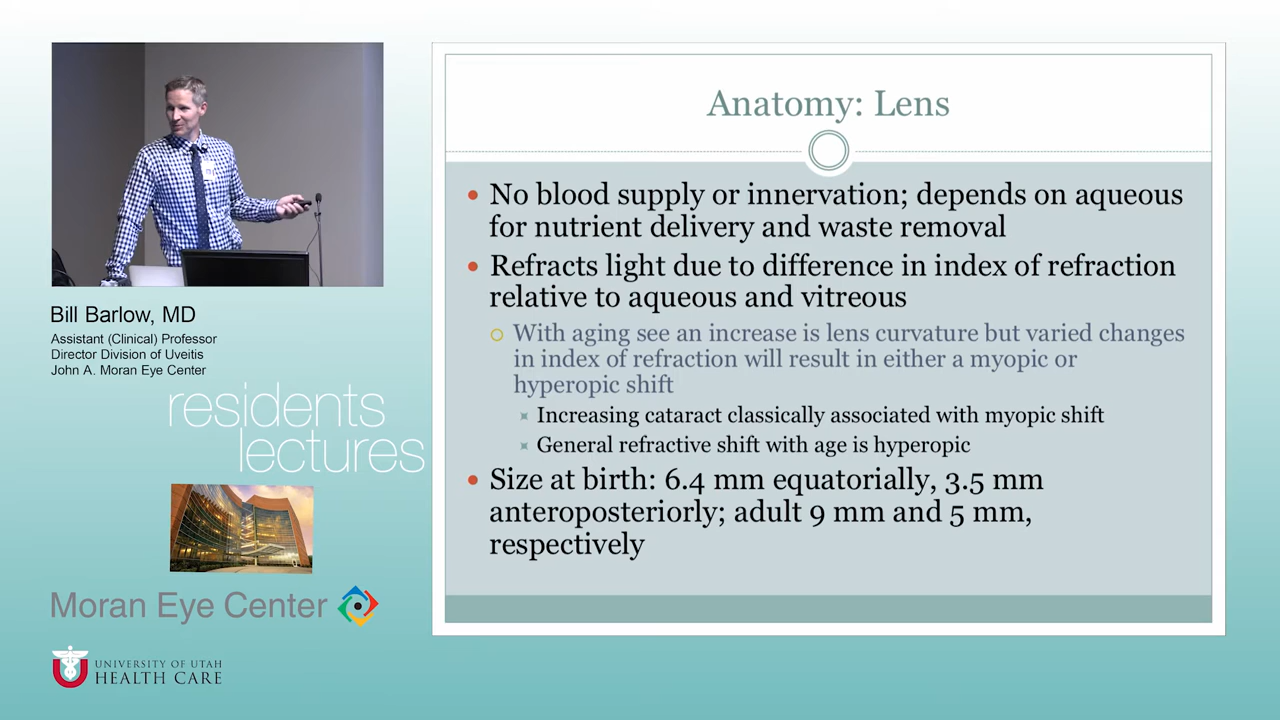 Bill Barlow, MD
Assistant (Clinical) Professor
Director Division of Uveitis
John A. Moran Eye Center
residents
lectures
Moran Eye Center
UNIVERSITY OF UTAH
HEALTH CARE
Anatomy: Lens
No blood supply or innervation; depends on aqueous
for nutrient delivery and waste removal
Refracts light due to difference in index of refraction
relative to aqueous and vitreous
With aging see an increase is lens curvature but varied changes
in index of refraction will result in either a myopic or
hyperopic shift
Increasing cataract classically associated with myopic shift
General refractive shift with age is hyperopic
Size at birth: 6.4 mm equatorially, 3.5 mm
anteroposteriorly; adult 9 mm and 5 mm,
respectively